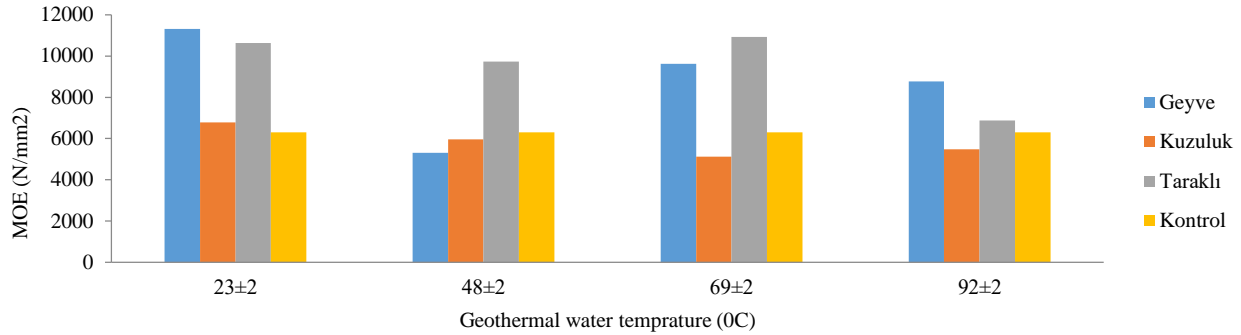 12000
10000
8000
6000
4000
2000
0
MOE (N/mm2)
23±2
48±2
69±2
92±2
Geothermal water temprature (0C)
Geyve
Kuzuluk
Taraklı
Kontrol